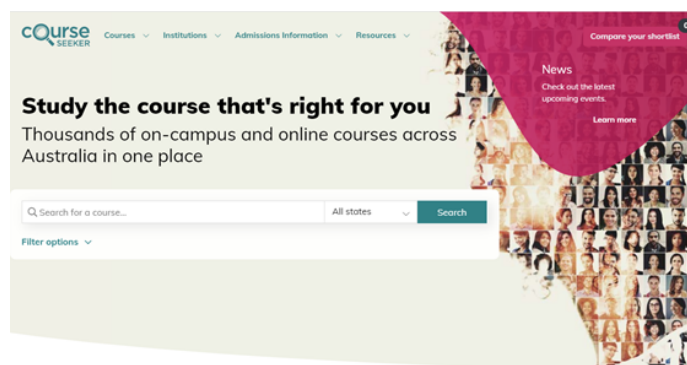 COURSE
SEEKER
Courses
Institutions
Admissions Information
Resources
Compare your shortlist
News
Check out the latest
upcoming events.
Learn more
Study the course that's right for you
Thousands of on-campus and online courses across
Australia in one place
Search for a course...
All states
Search
Filter options